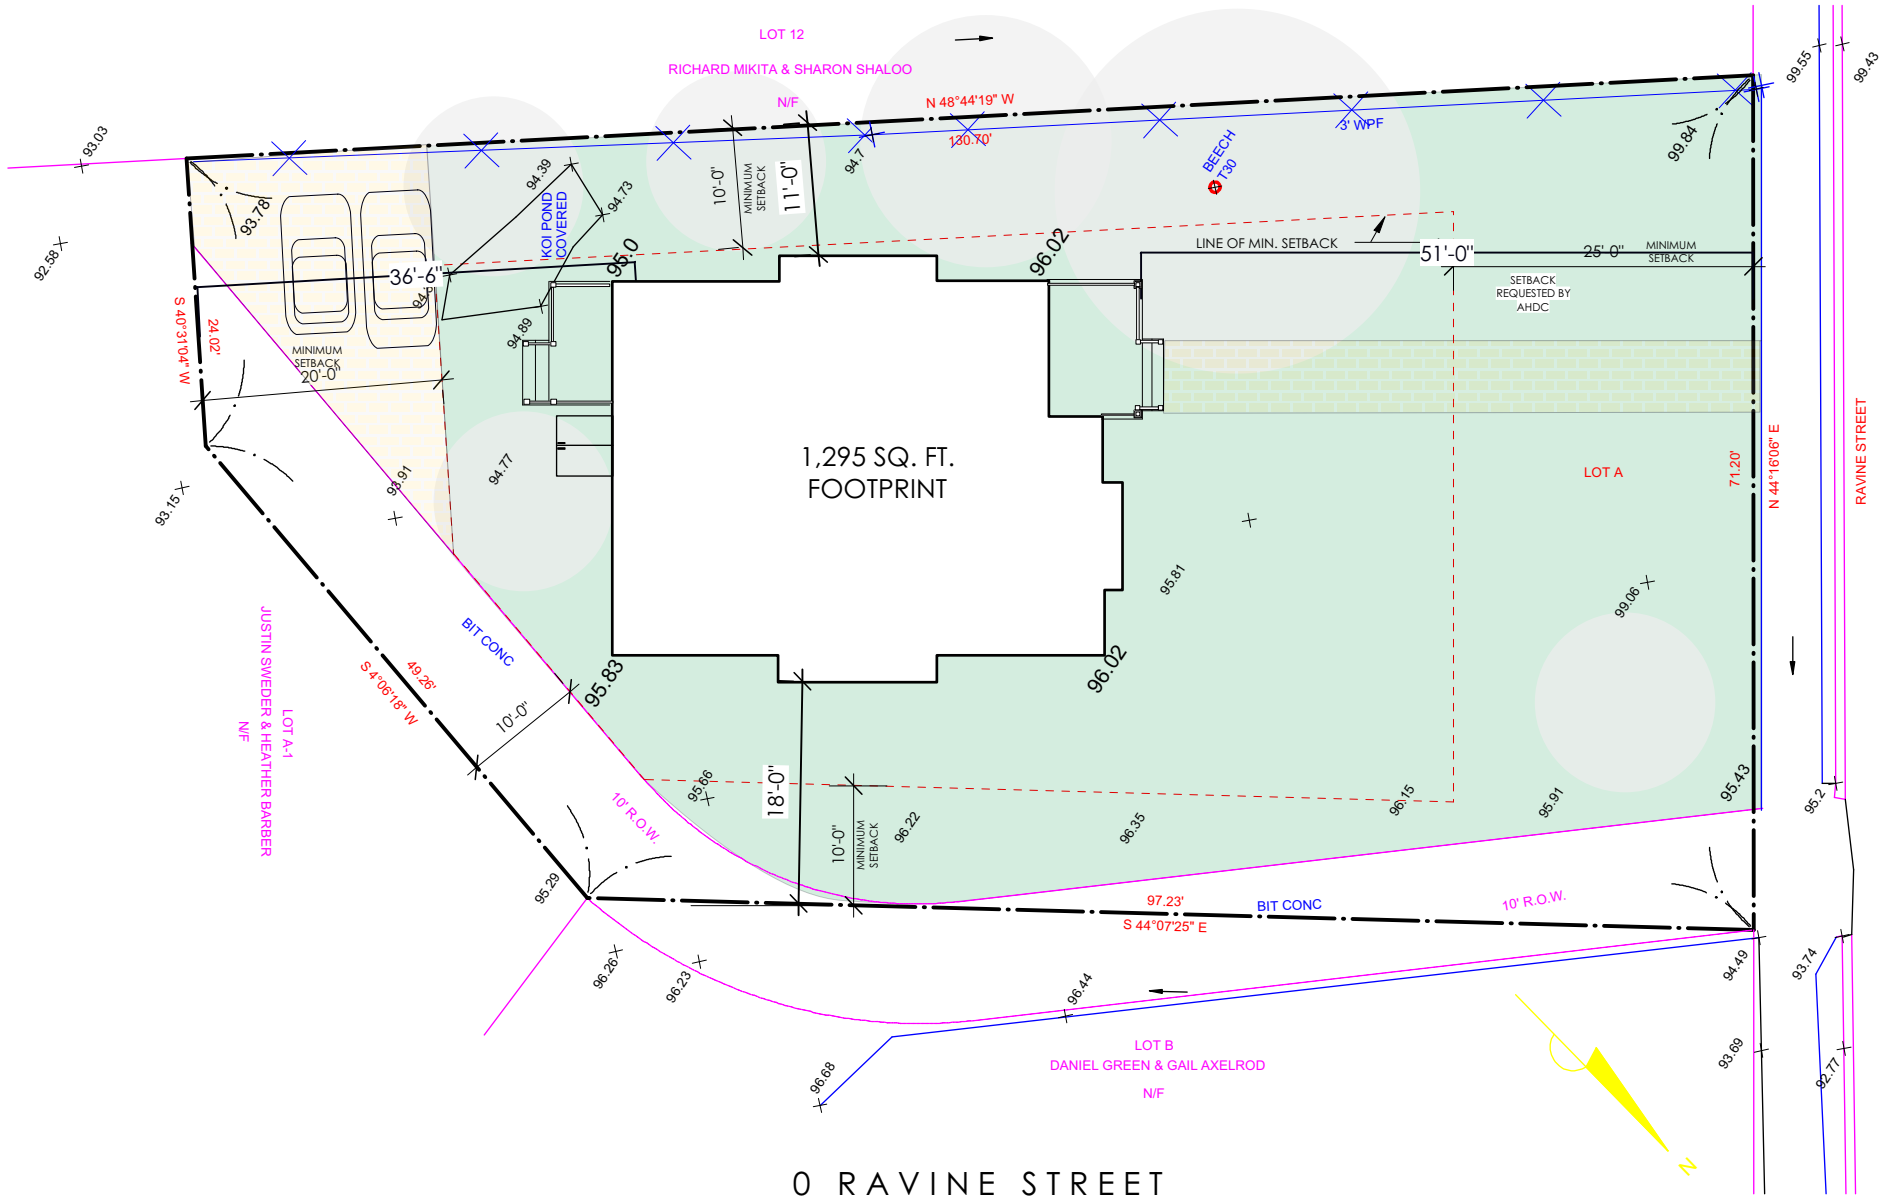 LOT 12
RICHARD MIKITA & SHARON SHALOO
N/F
N 48°44'19" W
130.70'
99.55
99.43
93.03
3' WPF
BEECH
T30
99.84
94.39
94.73
94.7
10'-0"
MINIMUM
SETBACK
11'-0"
KOI POND
COVERED
93.78
95.0
96.02
LINE OF MIN. SETBACK
51'-0"
25'-0"
MINIMUM
SETBACK
SETBACK
REQUESTED BY
AHDC
92.58
36'-6"
S 40°31'04" W
24.02'
94.89
MINIMUM
SETBACK
20'-0"
1,295 SQ. FT.
FOOTPRINT
LOT A
71.20'
N 44°16'06" E
RAVINE STREET
93.15
93.91
94.77
95.81
99.06
BIT CONC
JUSTIN SWEDER & HEATHER BARBER
LOT A-1
N/F
49.26'
S 4°06'18" W
10'-0"
95.83
96.02
10' R.O.W.
95.66
18'-0"
10'-0"
MINIMUM
SETBACK
96.22
96.35
96.15
95.91
95.43
95.2
95.29
97.23'
S 44°07'25" E
BIT CONC
10' R.O.W.
96.26
96.23
96.44
94.49
93.74
LOT B
DANIEL GREEN & GAIL AXELROD
N/F
96.68
93.69
92.77
N
0 RAVINE STREET